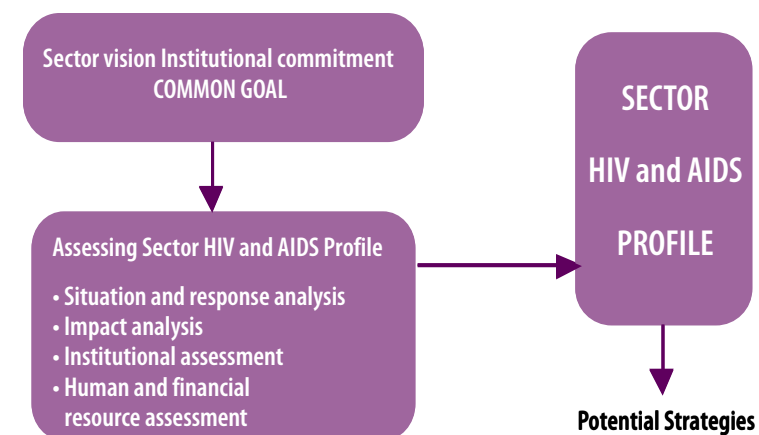 Sector vision Institutional commitment
COMMON GOAL
Assessing Sector HIV and AIDS Profile
• Situation and response analysis
• Impact analysis
• Institutional assessment
• Human and financial
resource assessment
SECTOR
HIV and AIDS
PROFILE
Potential Strategies